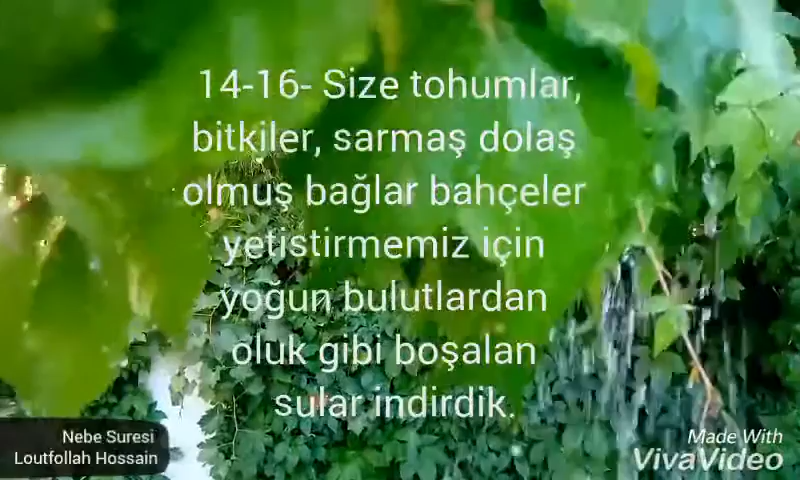 14-16- Size tohumlar,
bitkiler, sarmaş dolaş
olmuş bağlar bahçeler
yetistirmemiz için
yoğun bulutlardan
oluk gibi boşalan
sular indirdik.
Nebe Suresi
Loutfollah Hossain
Made With
VivaVideo